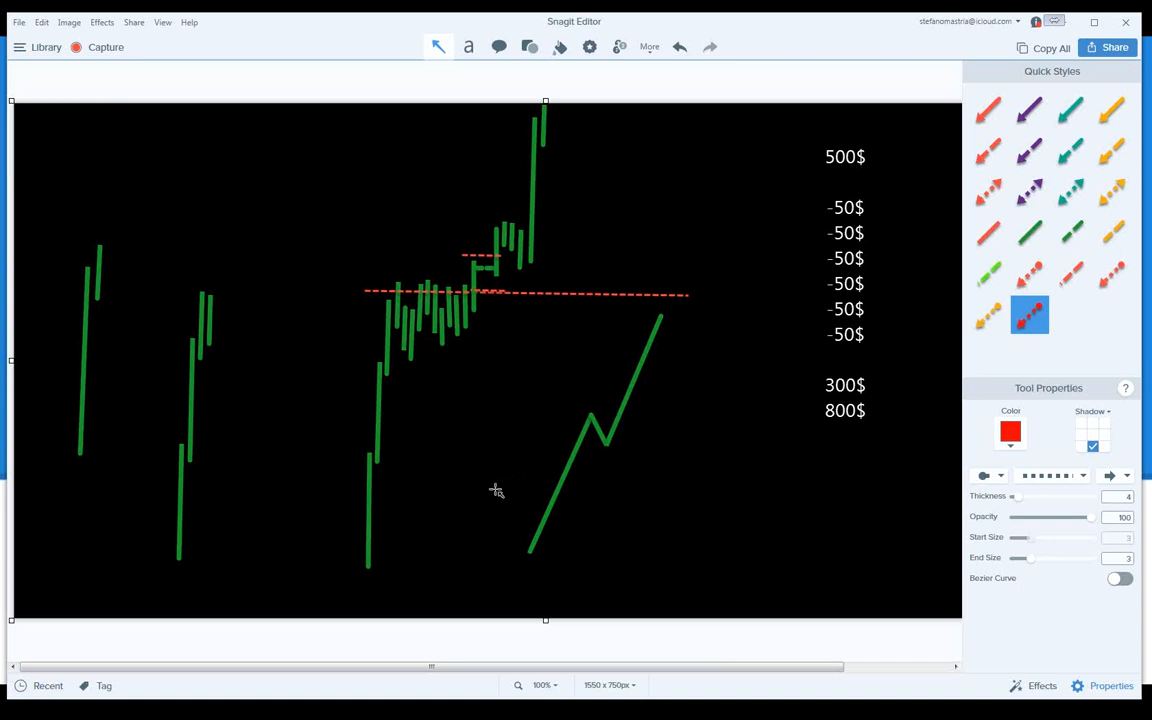 File Edit Image Effects Share View Help
Snagit Editor
stefanomastria@icloud.com
Library
Capture
a
More
Copy All
Share
Quick Styles
500$
-50$
-50$
-50$
-50$
-50$
-50$
300$
800$
Tool Properties
?
Color
Shadow
Thickness
4
Opacity
100
Start Size
3
End Size
3
Bezier Curve
Recent
Tag
100%
1550 x 750px
Effects
Properties